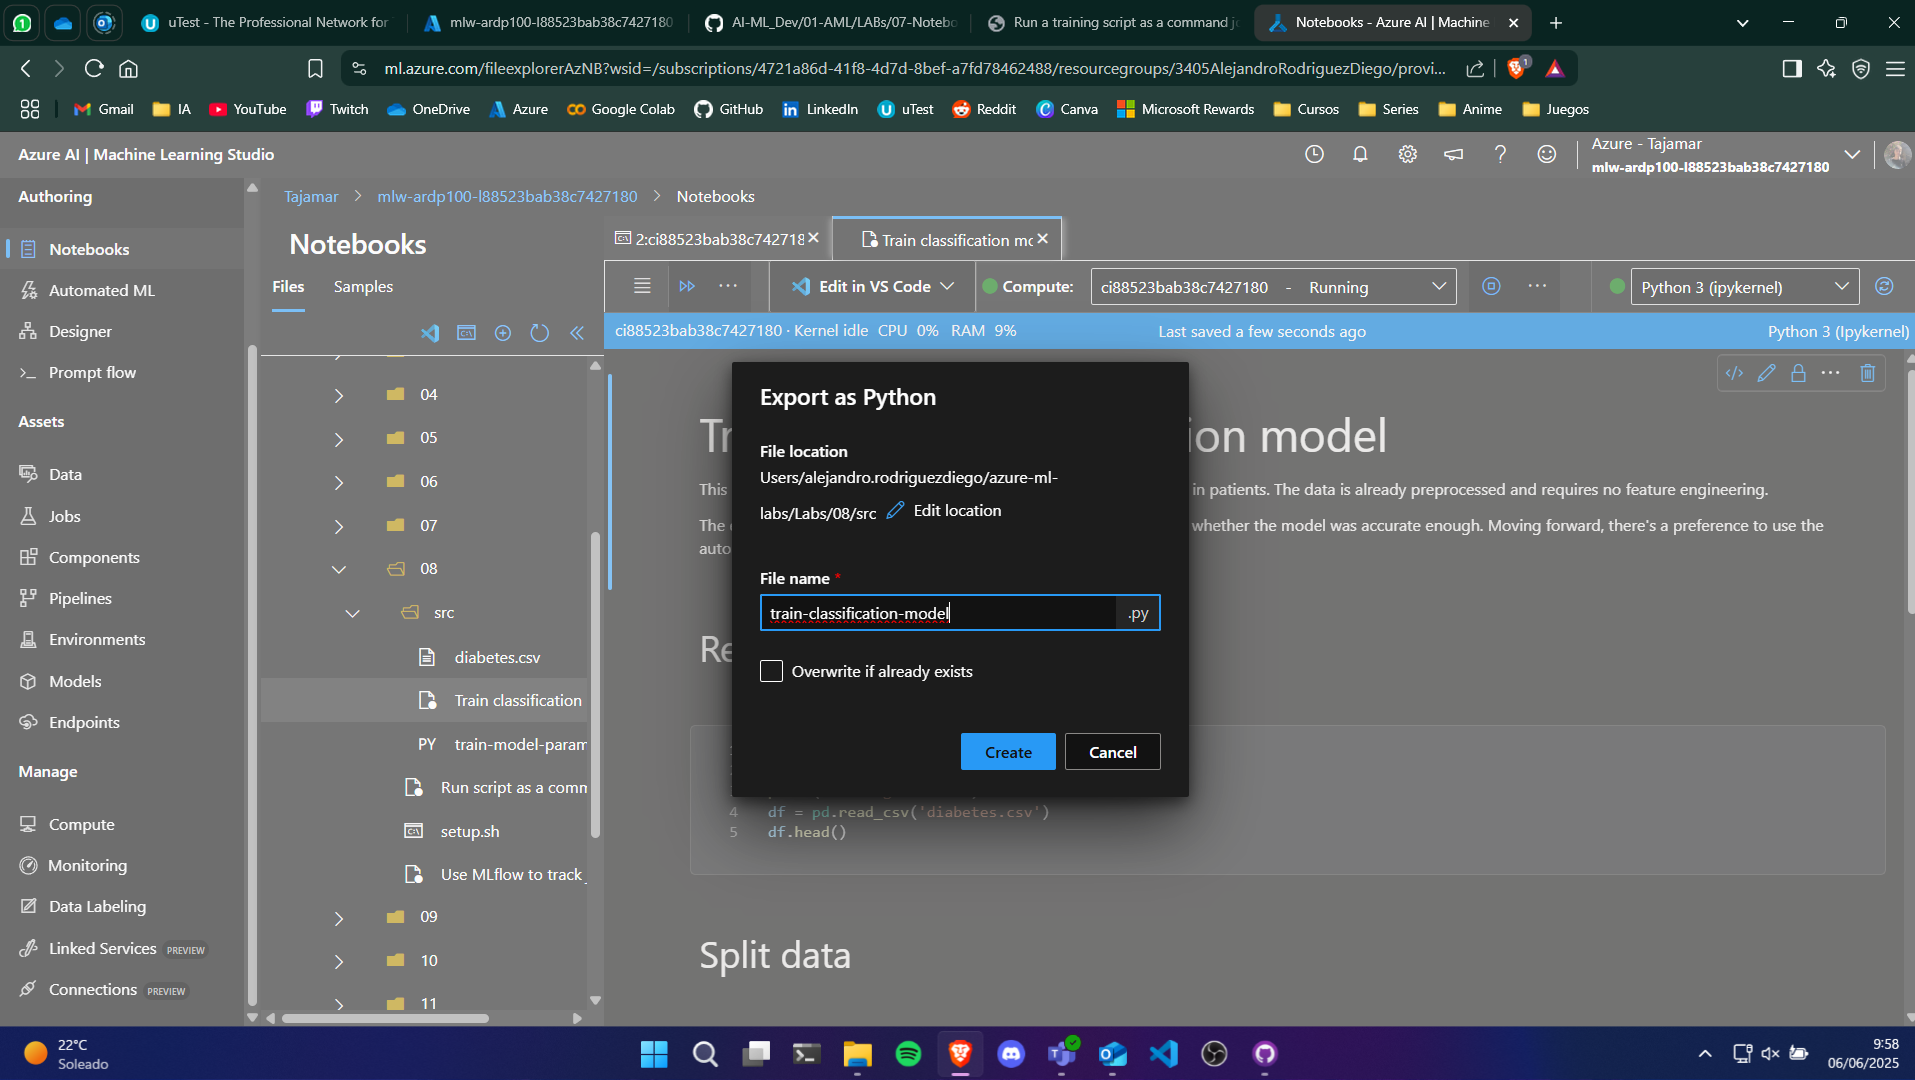 uTest - The Professional Network for
mlw-ardp100-l88523bab38c7427180
AI-ML_Dev/01-AML/LABs/07-Notebo
Run a training script as a command jo
Notebooks - Azure AI | Machine
ml.azure.com/fileexplorerAzNB?wsid=/subscriptions/4721a86d-41f8-4d7d-8bef-a7fd78462488/resourcegroups/3405AlejandroRodriguezDiego/provi...
1
Gmail IA YouTube Twitch OneDrive Azure Google Colab GitHub LinkedIn uTest Reddit Canva Microsoft Rewards Cursos Series Anime Juegos
Azure AI | Machine Learning Studio
Azure - Tajamar
mlw-ardp100-l88523bab38c7427180
Authoring
Notebooks
Automated ML
Designer
Prompt flow
Assets
Data
Jobs
Components
Pipelines
Environments
Models
Endpoints
Manage
Compute
Monitoring
Data Labeling
Linked Services PREVIEW
Connections PREVIEW
Tajamar > mlw-ardp100-l88523bab38c7427180 > Notebooks
Notebooks
Files Samples
04
05
06
07
08
src
diabetes.csv
Train classification
PY train-model-param
Run script as a comm
setup.sh
Use MLflow to track
09
10
11
2:ci88523bab38c742718
Train classification mo
Edit in VS Code
Compute:
ci88523bab38c7427180 - Running
Python 3 (ipykernel)
ci88523bab38c7427180 · Kernel idle CPU 0% RAM 9%
Last saved a few seconds ago
Python 3 (Ipykernel)
Tr
ion model
This
in patients. The data is already preprocessed and requires no feature engineering.
The
whether the model was accurate enough. Moving forward, there's a preference to use the
auto
Re
Export as Python
File location
Users/alejandro.rodriguezdiego/azure-ml-
labs/Labs/08/src Edit location
File name *
train-classification-model .py
Overwrite if already exists
Create Cancel
4 df = pd.read_csv('diabetes.csv')
5 df.head()
Split data
22°C
Soleado
9:58
06/06/2025